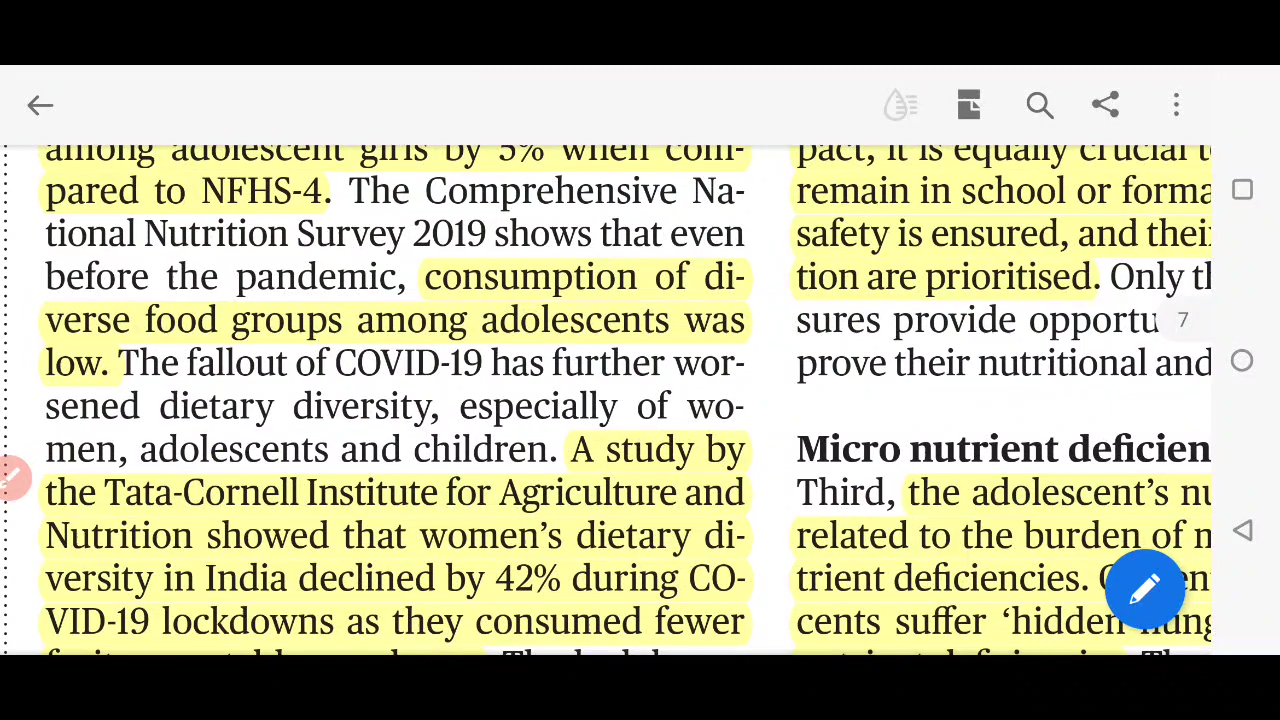 among adolescent girls by 5% when com-
pared to NFHS-4. The Comprehensive Na-
tional Nutrition Survey 2019 shows that even
before the pandemic, consumption of di-
verse food groups among adolescents was
low. The fallout of COVID-19 has further wor-
sened dietary diversity, especially of wo-
men, adolescents and children. A study by
the Tata-Cornell Institute for Agriculture and
Nutrition showed that women's dietary di-
versity in India declined by 42% during CO-
VID-19 lockdowns as they consumed fewer
pact, it is equally crucial
remain in school or forma
safety is ensured, and thei
tion are prioritised. Only th
sures provide opportu
7
prove their nutritional and
Micro nutrient deficien
Third, the adolescent's nu
related to the burden of
trient deficiencies.
cents suffer 'hidden hung